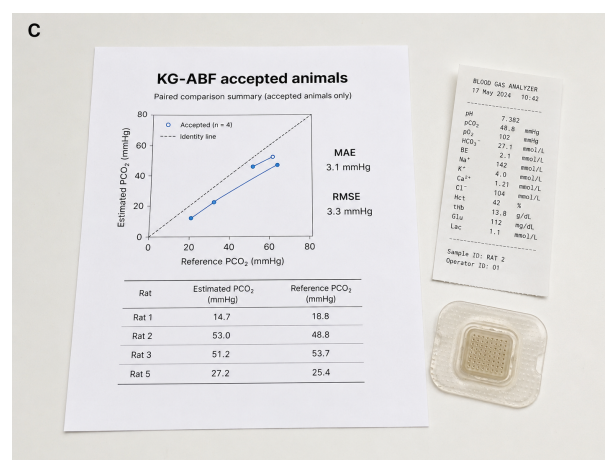 C
KG-ABF accepted animals
Paired comparison summary (accepted animals only)
Estimated PCO₂ (mmHg)
80
60
40
20
0
Accepted (n = 4)
Identity line
0 20 40 60 80
Reference PCO₂ (mmHg)
MAE
3.1 mmHg
RMSE
3.3 mmHg
Rat Estimated PCO₂ (mmHg) Reference PCO₂ (mmHg)
Rat 1 14.7 18.8
Rat 2 53.0 48.8
Rat 3 51.2 53.7
Rat 5 27.2 25.4
BLOOD GAS ANALYZER
17 May 2024 10:42
pH 7.382
pCO₂ 48.8 mmHg
pO₂ 102 mmHg
HCO₃⁻ 27.1 mmol/L
BE 2.1 mmol/L
Na⁺ 142 mmol/L
K⁺ 4.0 mmol/L
Ca²⁺ 1.21 mmol/L
Cl⁻ 104 mmol/L
Hct 42 %
tHb 13.8 g/dL
Glu 112 mg/dL
Lac 1.1 mmol/L
Sample ID: RAT 2
Operator ID: 01